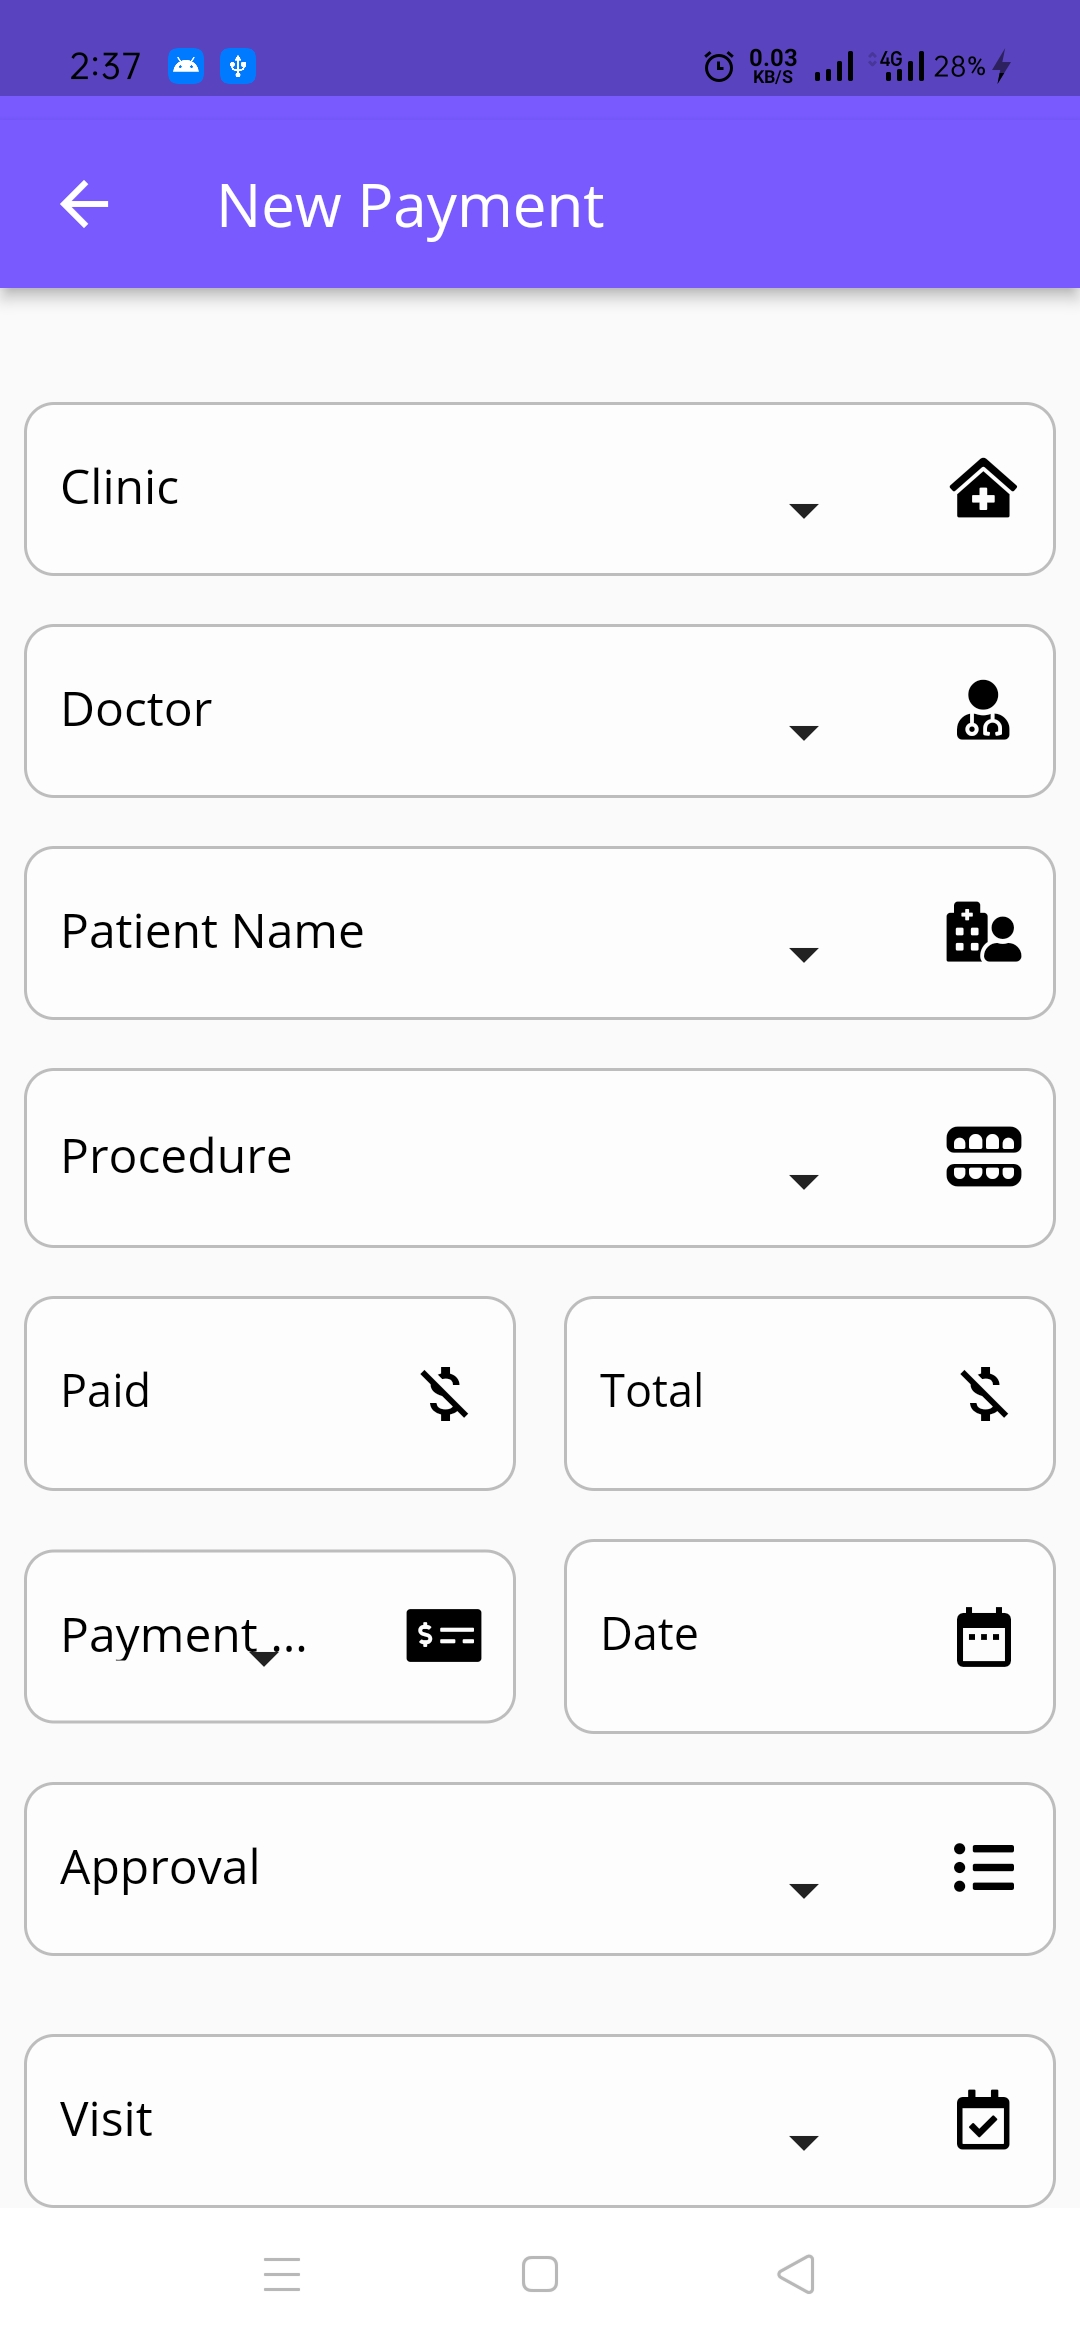 2:37 0.03 KB/S 4G 28%
New Payment
Clinic
Doctor
Patient Name
Procedure
Paid Total
Payment ... Date
Approval
Visit